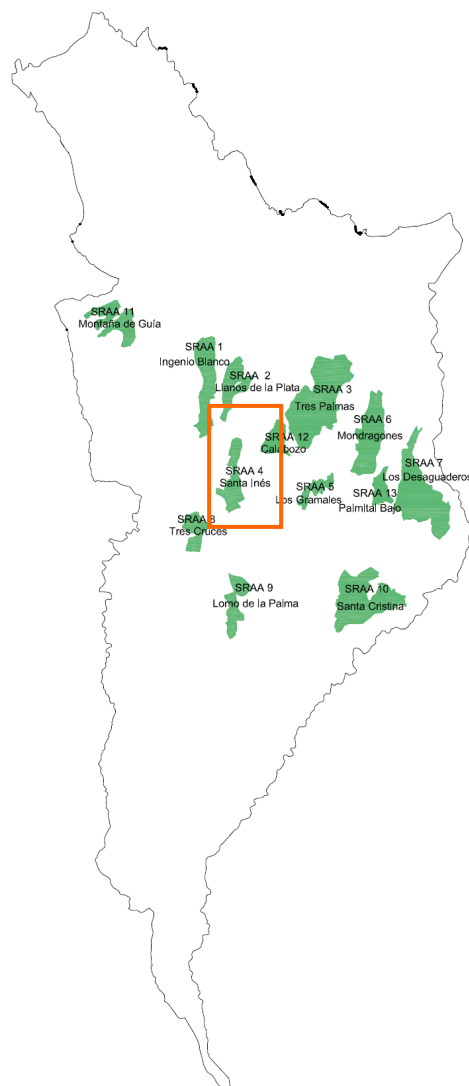 SRAA 11
Montaña de Guía
SRAA 1
Ingenio Blanco
SRAA 2
Llanos de la Plata
SRAA 3
Tres Palmas
SRAA 6
Mondragones
SRAA 12
Calabozo
SRAA 4
Santa Inés
SRAA 7
Los Desaguaderos
SRAA 5
Los Gramales
SRAA 13
Palmital Bajo
SRAA 8
Tres Cruces
SRAA 9
Lomo de la Palma
SRAA 10
Santa Cristina